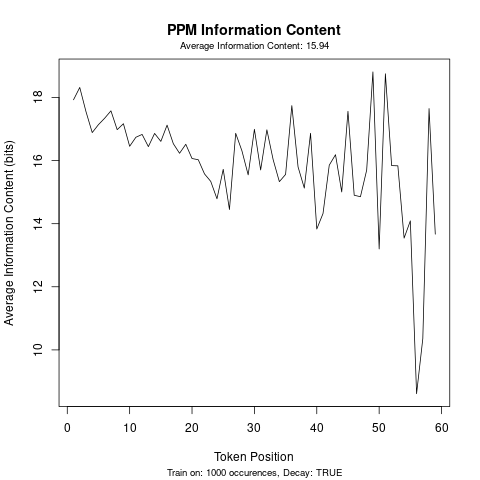 PPM Information Content
Average Information Content: 15.94
Average Information Content (bits)
18
16
14
12
10
0 10 20 30 40 50 60
Token Position
Train on: 1000 occurences, Decay: TRUE